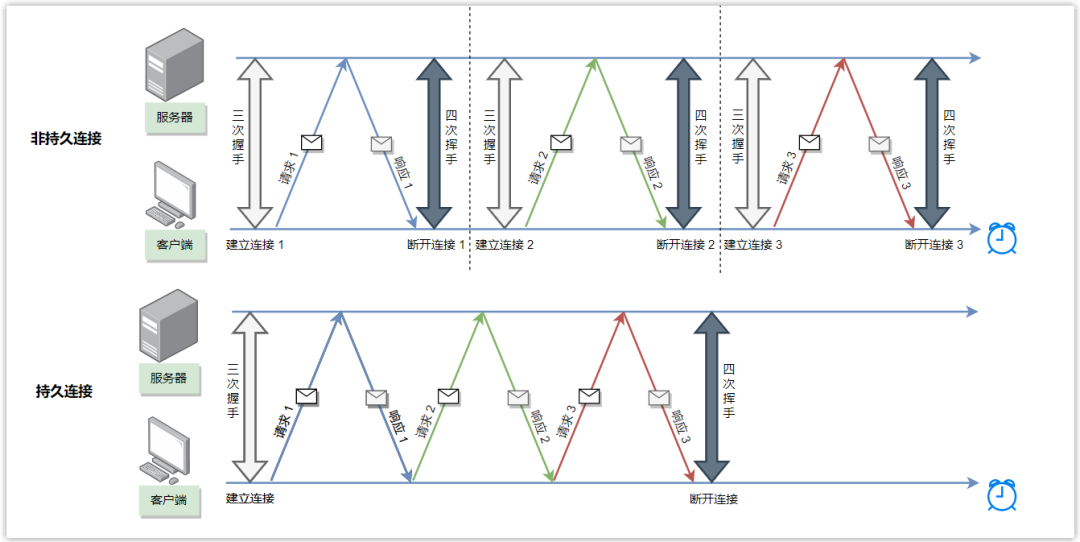 服务器
非持久连接
客户端
三次握手
请求 1
响应 1
四次挥手
三次握手
请求 2
响应 2
四次挥手
三次握手
请求 3
响应 3
四次挥手
建立连接 1
断开连接 1
建立连接 2
断开连接 2
建立连接 3
断开连接 3
服务器
持久连接
客户端
三次握手
请求 1
响应 1
请求 2
响应 2
请求 3
响应 3
四次挥手
建立连接
断开连接